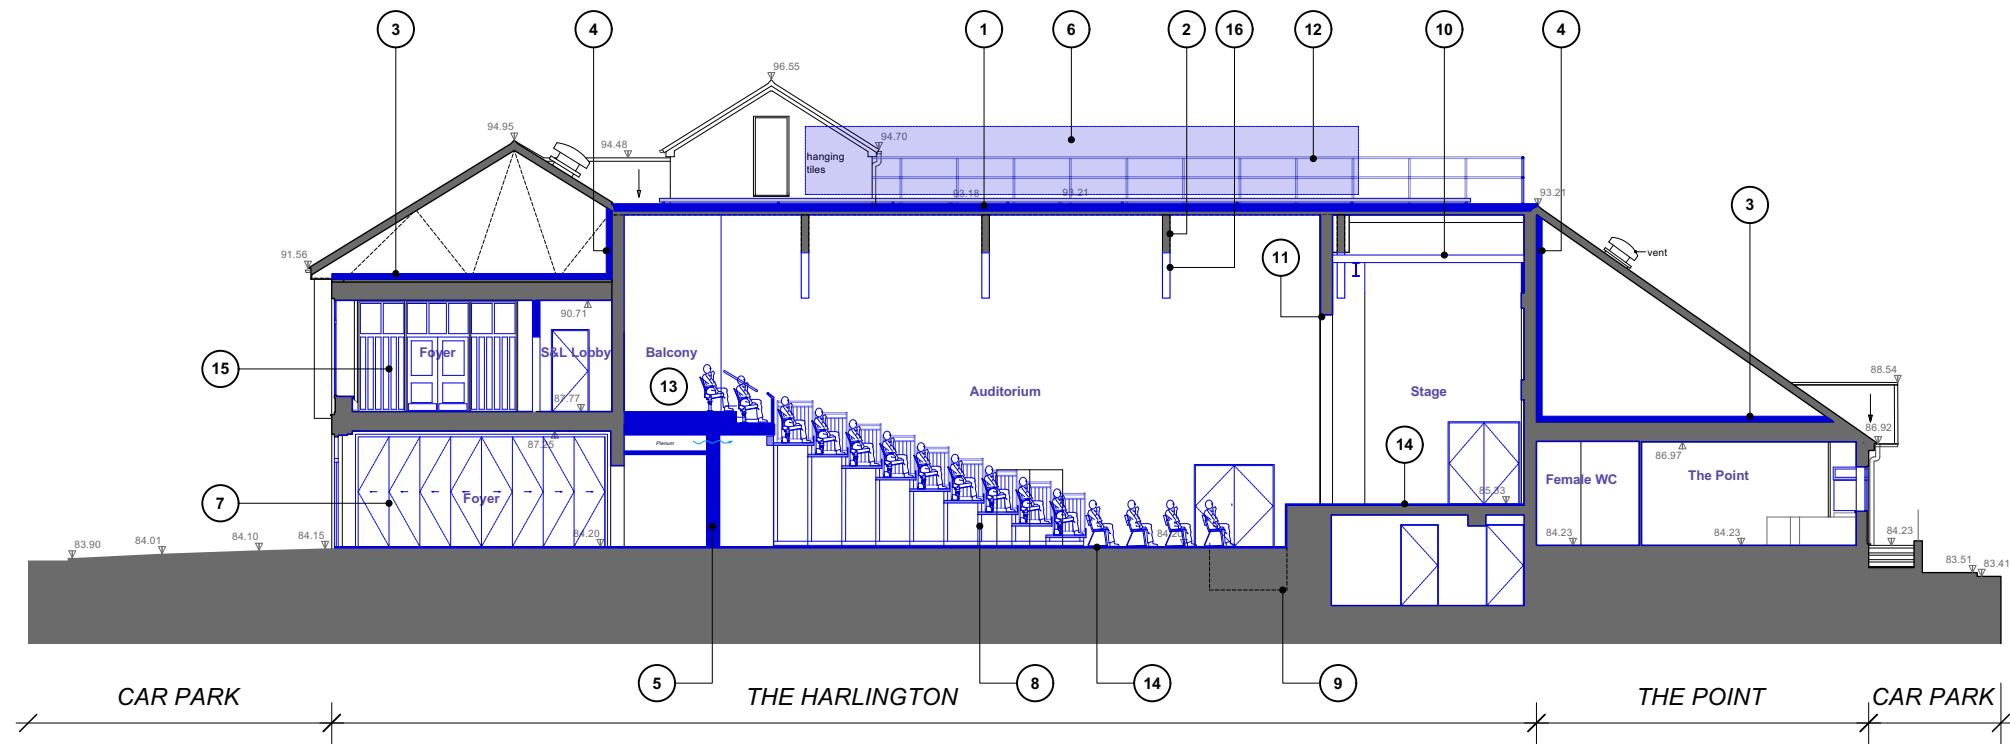 3
4
1
6
2
16
12
10
4
96.55
94.95
94.48
94.70
hanging
tiles
93.18
93.21
93.21
3
91.56
11
vent
90.71
15
Foyer
S&L Lobby
Balcony
13
Auditorium
Stage
88.54
87.77
87.25
Plenum
14
86.92
86.97
Female WC
The Point
7
Foyer
85.33
83.90
84.01
84.10
84.15
84.20
84.20
84.23
84.23
84.23
83.51
83.41
5
8
14
9
CAR PARK
THE HARLINGTON
THE POINT
CAR PARK